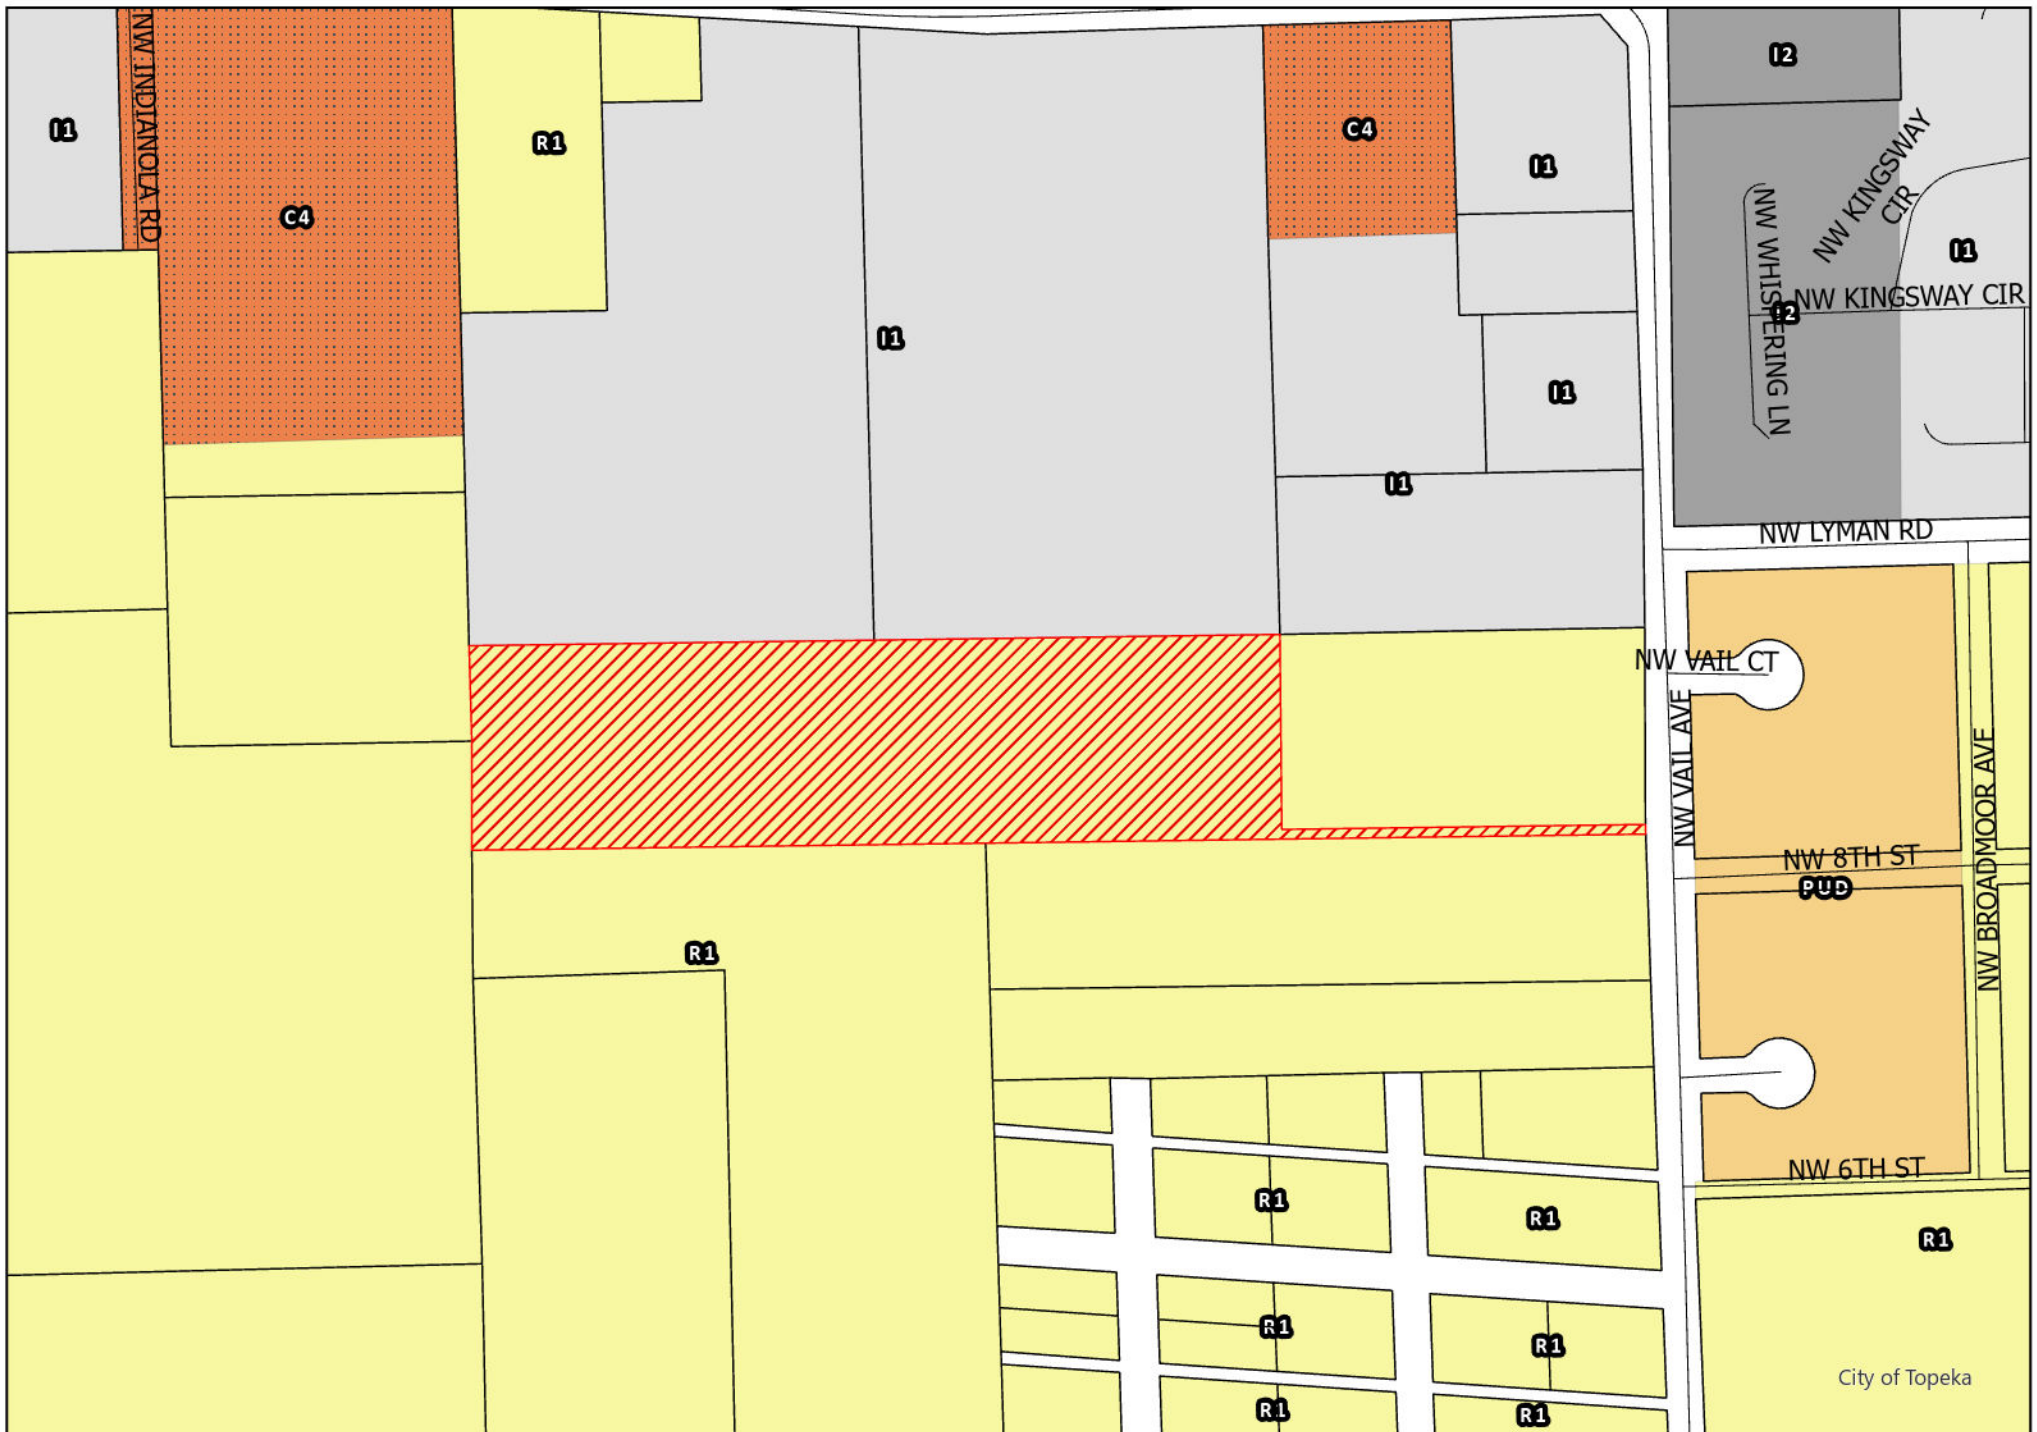 NW INDIANOLA RD
I1
C4
R1
C4
I1
I2
NW KINGSWAY
CIR
I1
NW WHISPERING LN
NW KINGSWAY CIR
I2
I1
I1
I1
NW LYMAN RD
NW VAIL CT
NW VAIL AVE
NW BROADMOOR AVE
NW 8TH ST
PUD
R1
NW 6TH ST
R1
R1
R1
R1
R1
City of Topeka
R1
R1